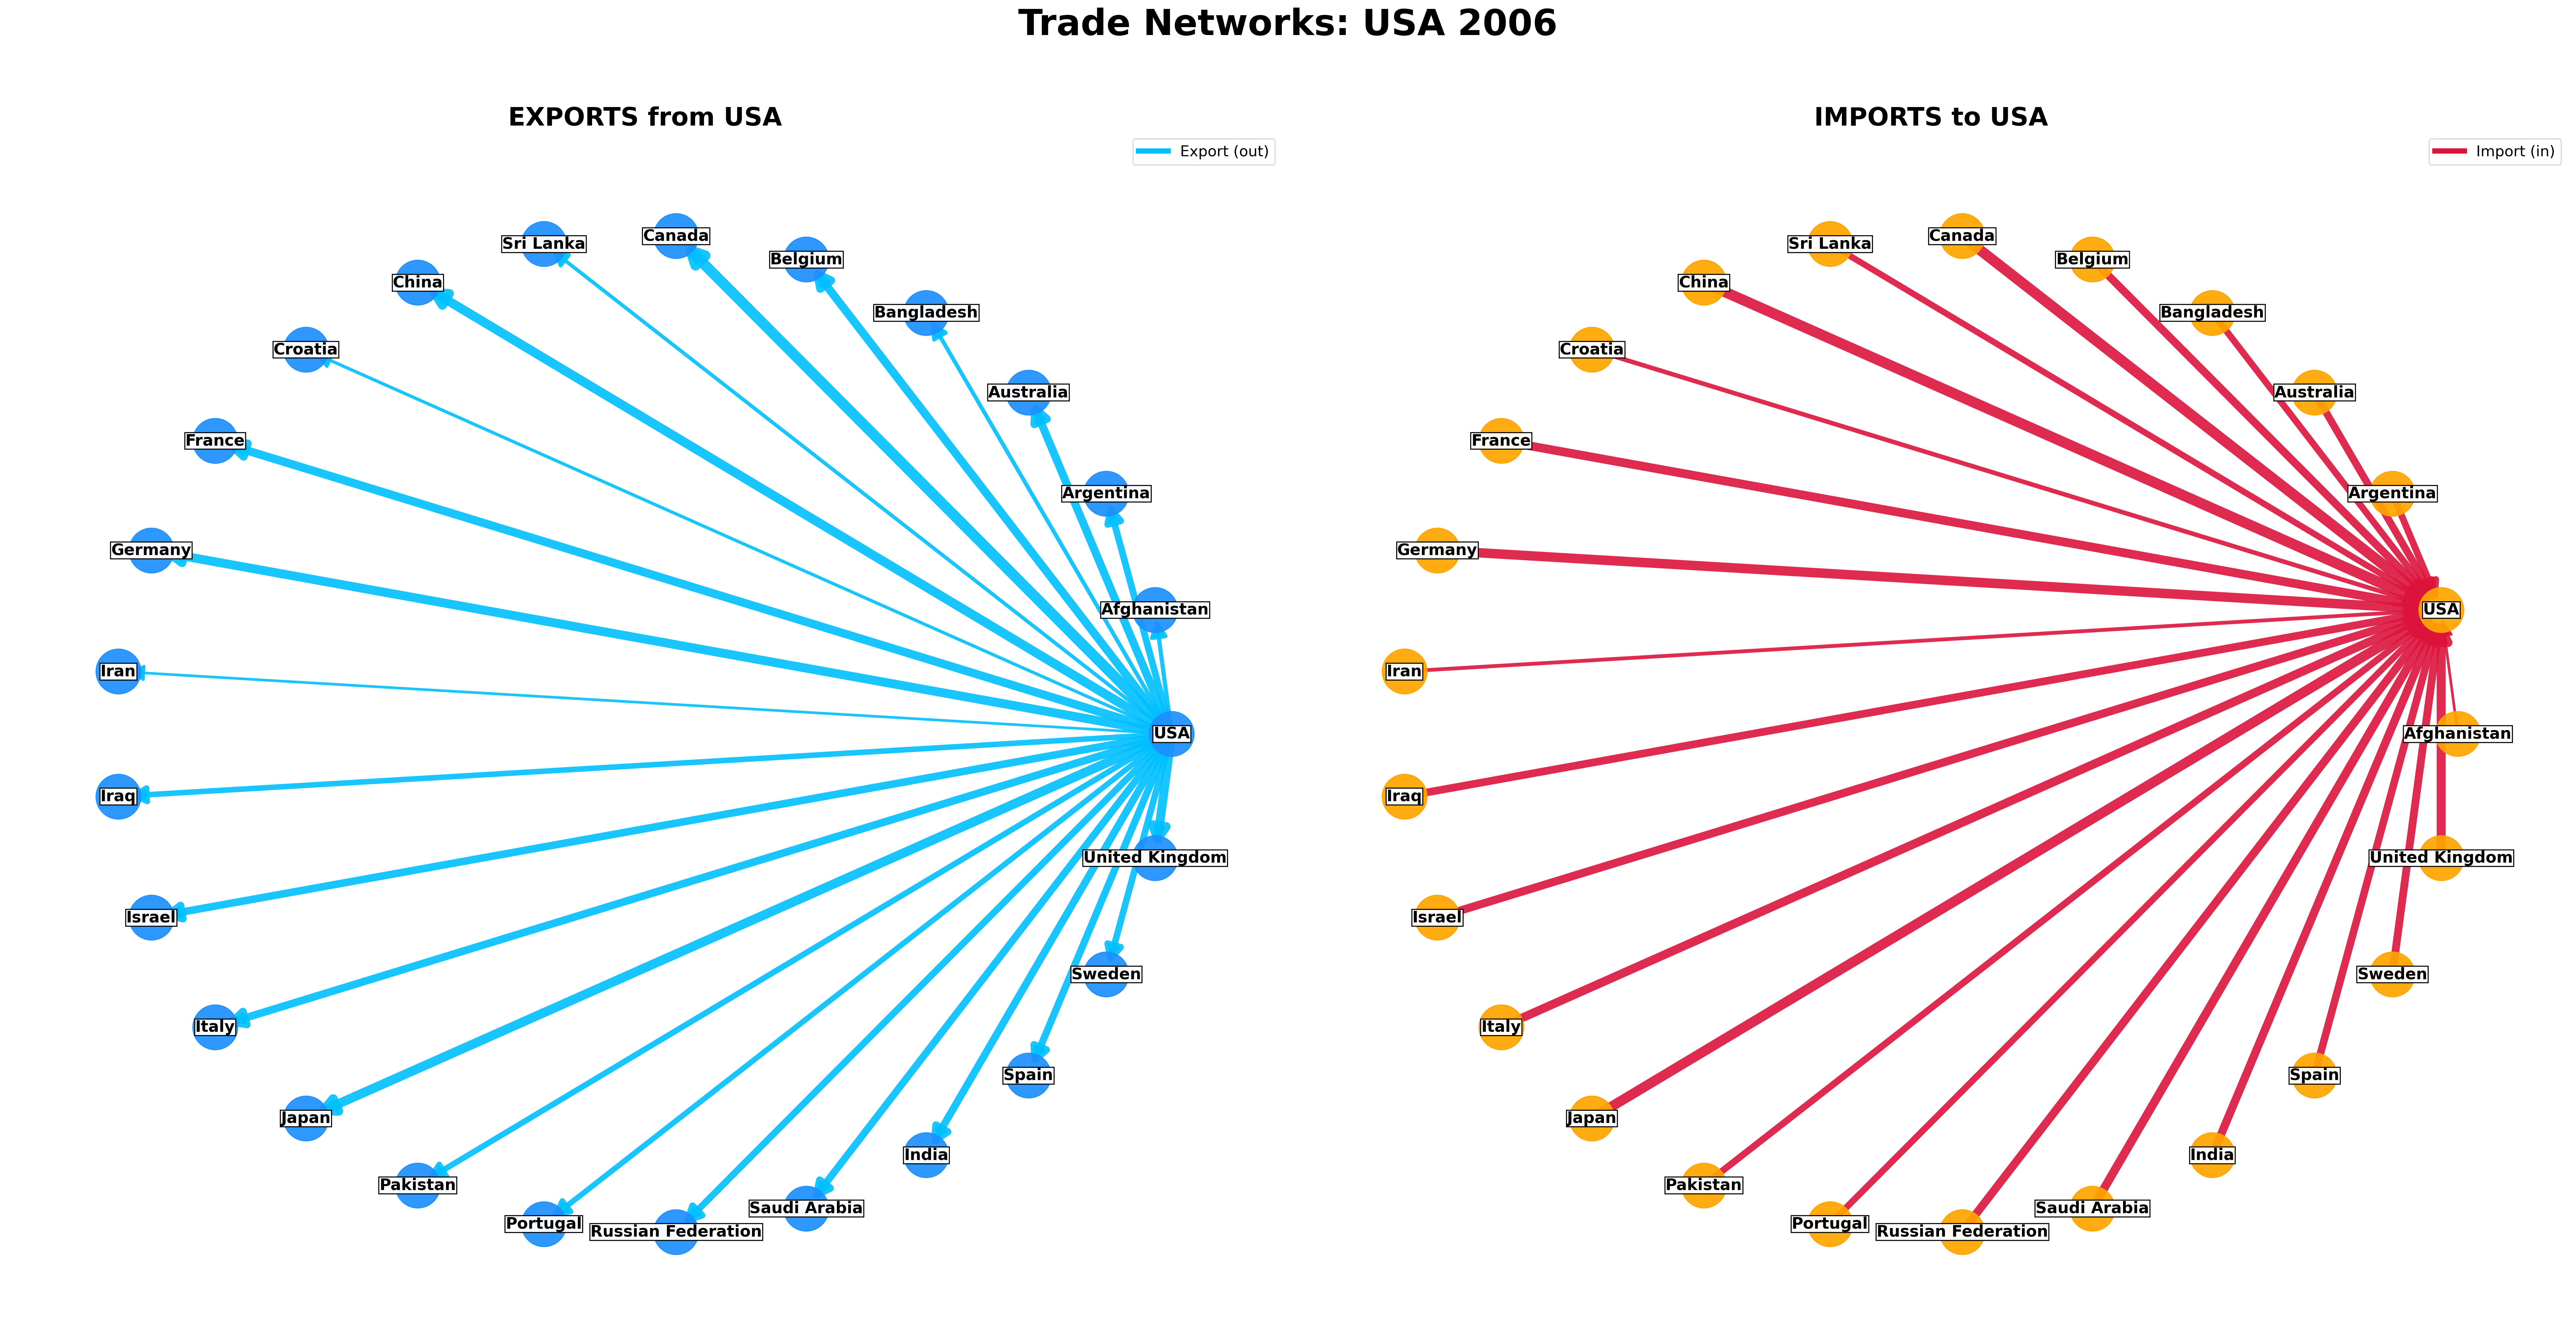 Trade Networks: USA 2006
EXPORTS from USA
Export (out)
Canada
Sri Lanka
Belgium
China
Bangladesh
Croatia
Australia
France
Argentina
Germany
Afghanistan
Iran
USA
Iraq
United Kingdom
Israel
Sweden
Italy
Spain
Japan
India
Pakistan
Saudi Arabia
Portugal
Russian Federation
IMPORTS to USA
Import (in)
Canada
Sri Lanka
Belgium
China
Bangladesh
Croatia
Australia
France
Argentina
Germany
USA
Iran
Afghanistan
Iraq
United Kingdom
Israel
Sweden
Italy
Spain
Japan
India
Pakistan
Saudi Arabia
Portugal
Russian Federation